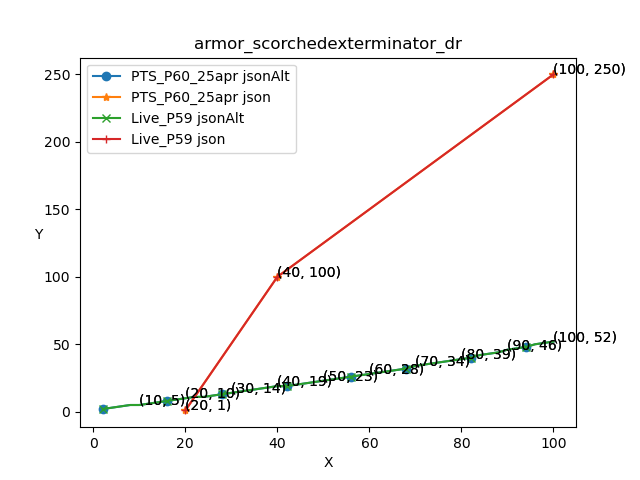 armor_scorchedexterminator_dr
PTS_P60_25apr jsonAlt
PTS_P60_25apr json
Live_P59 jsonAlt
Live_P59 json
Y
250
200
150
100
50
0
(100, 250)
(40, 100)
(100, 52)
(90, 46)
(80, 39)
(70, 34)
(60, 28)
(50, 23)
(40, 19)
(30, 14)
(20, 10)
(10, 5)
(20, 1)
0 20 40 60 80 100
X